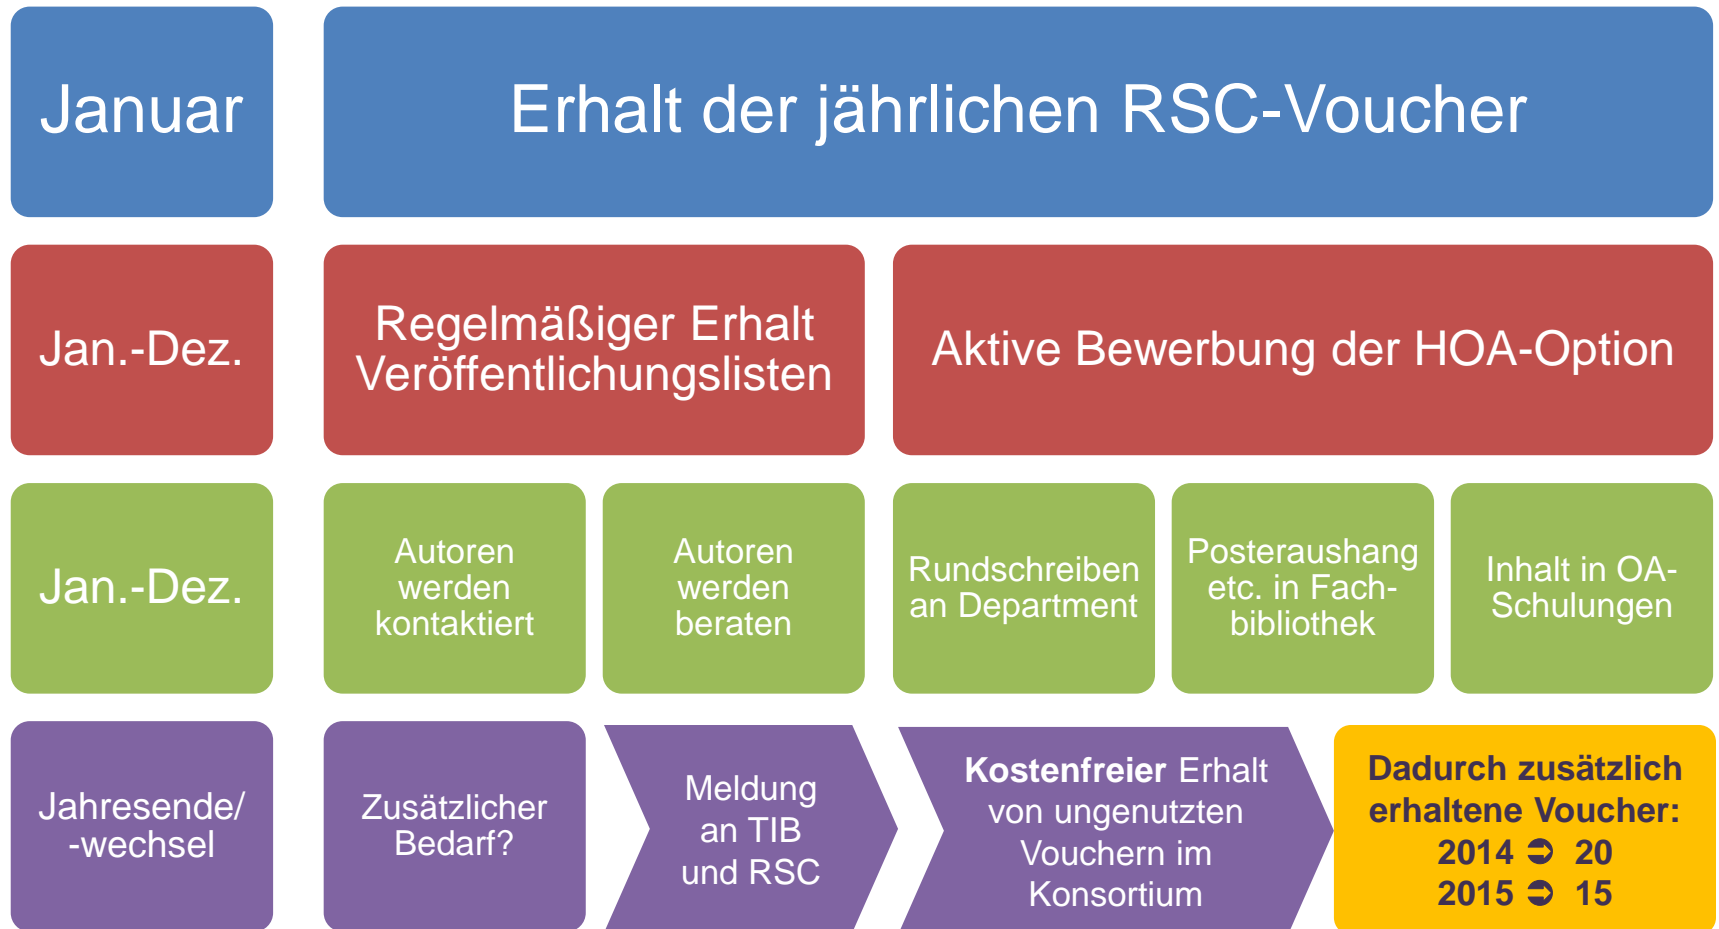 Januar
Erhalt der jährlichen RSC-Voucher
Jan.-Dez.
Regelmäßiger Erhalt
Veröffentlichungslisten
Aktive Bewerbung der HOA-Option
Jan.-Dez.
Autoren
werden
kontaktiert
Autoren
werden
beraten
Rundschreiben
an Department
Posteraushang
etc. in Fach-
bibliothek
Inhalt in OA-
Schulungen
Jahresende/
-wechsel
Zusätzlicher
Bedarf?
Meldung
an TIB
und RSC
Kostenfreier Erhalt
von ungenutzten
Vouchern im
Konsortium
Dadurch zusätzlich
erhaltene Voucher:
2014 ➲ 20
2015 ➲ 15